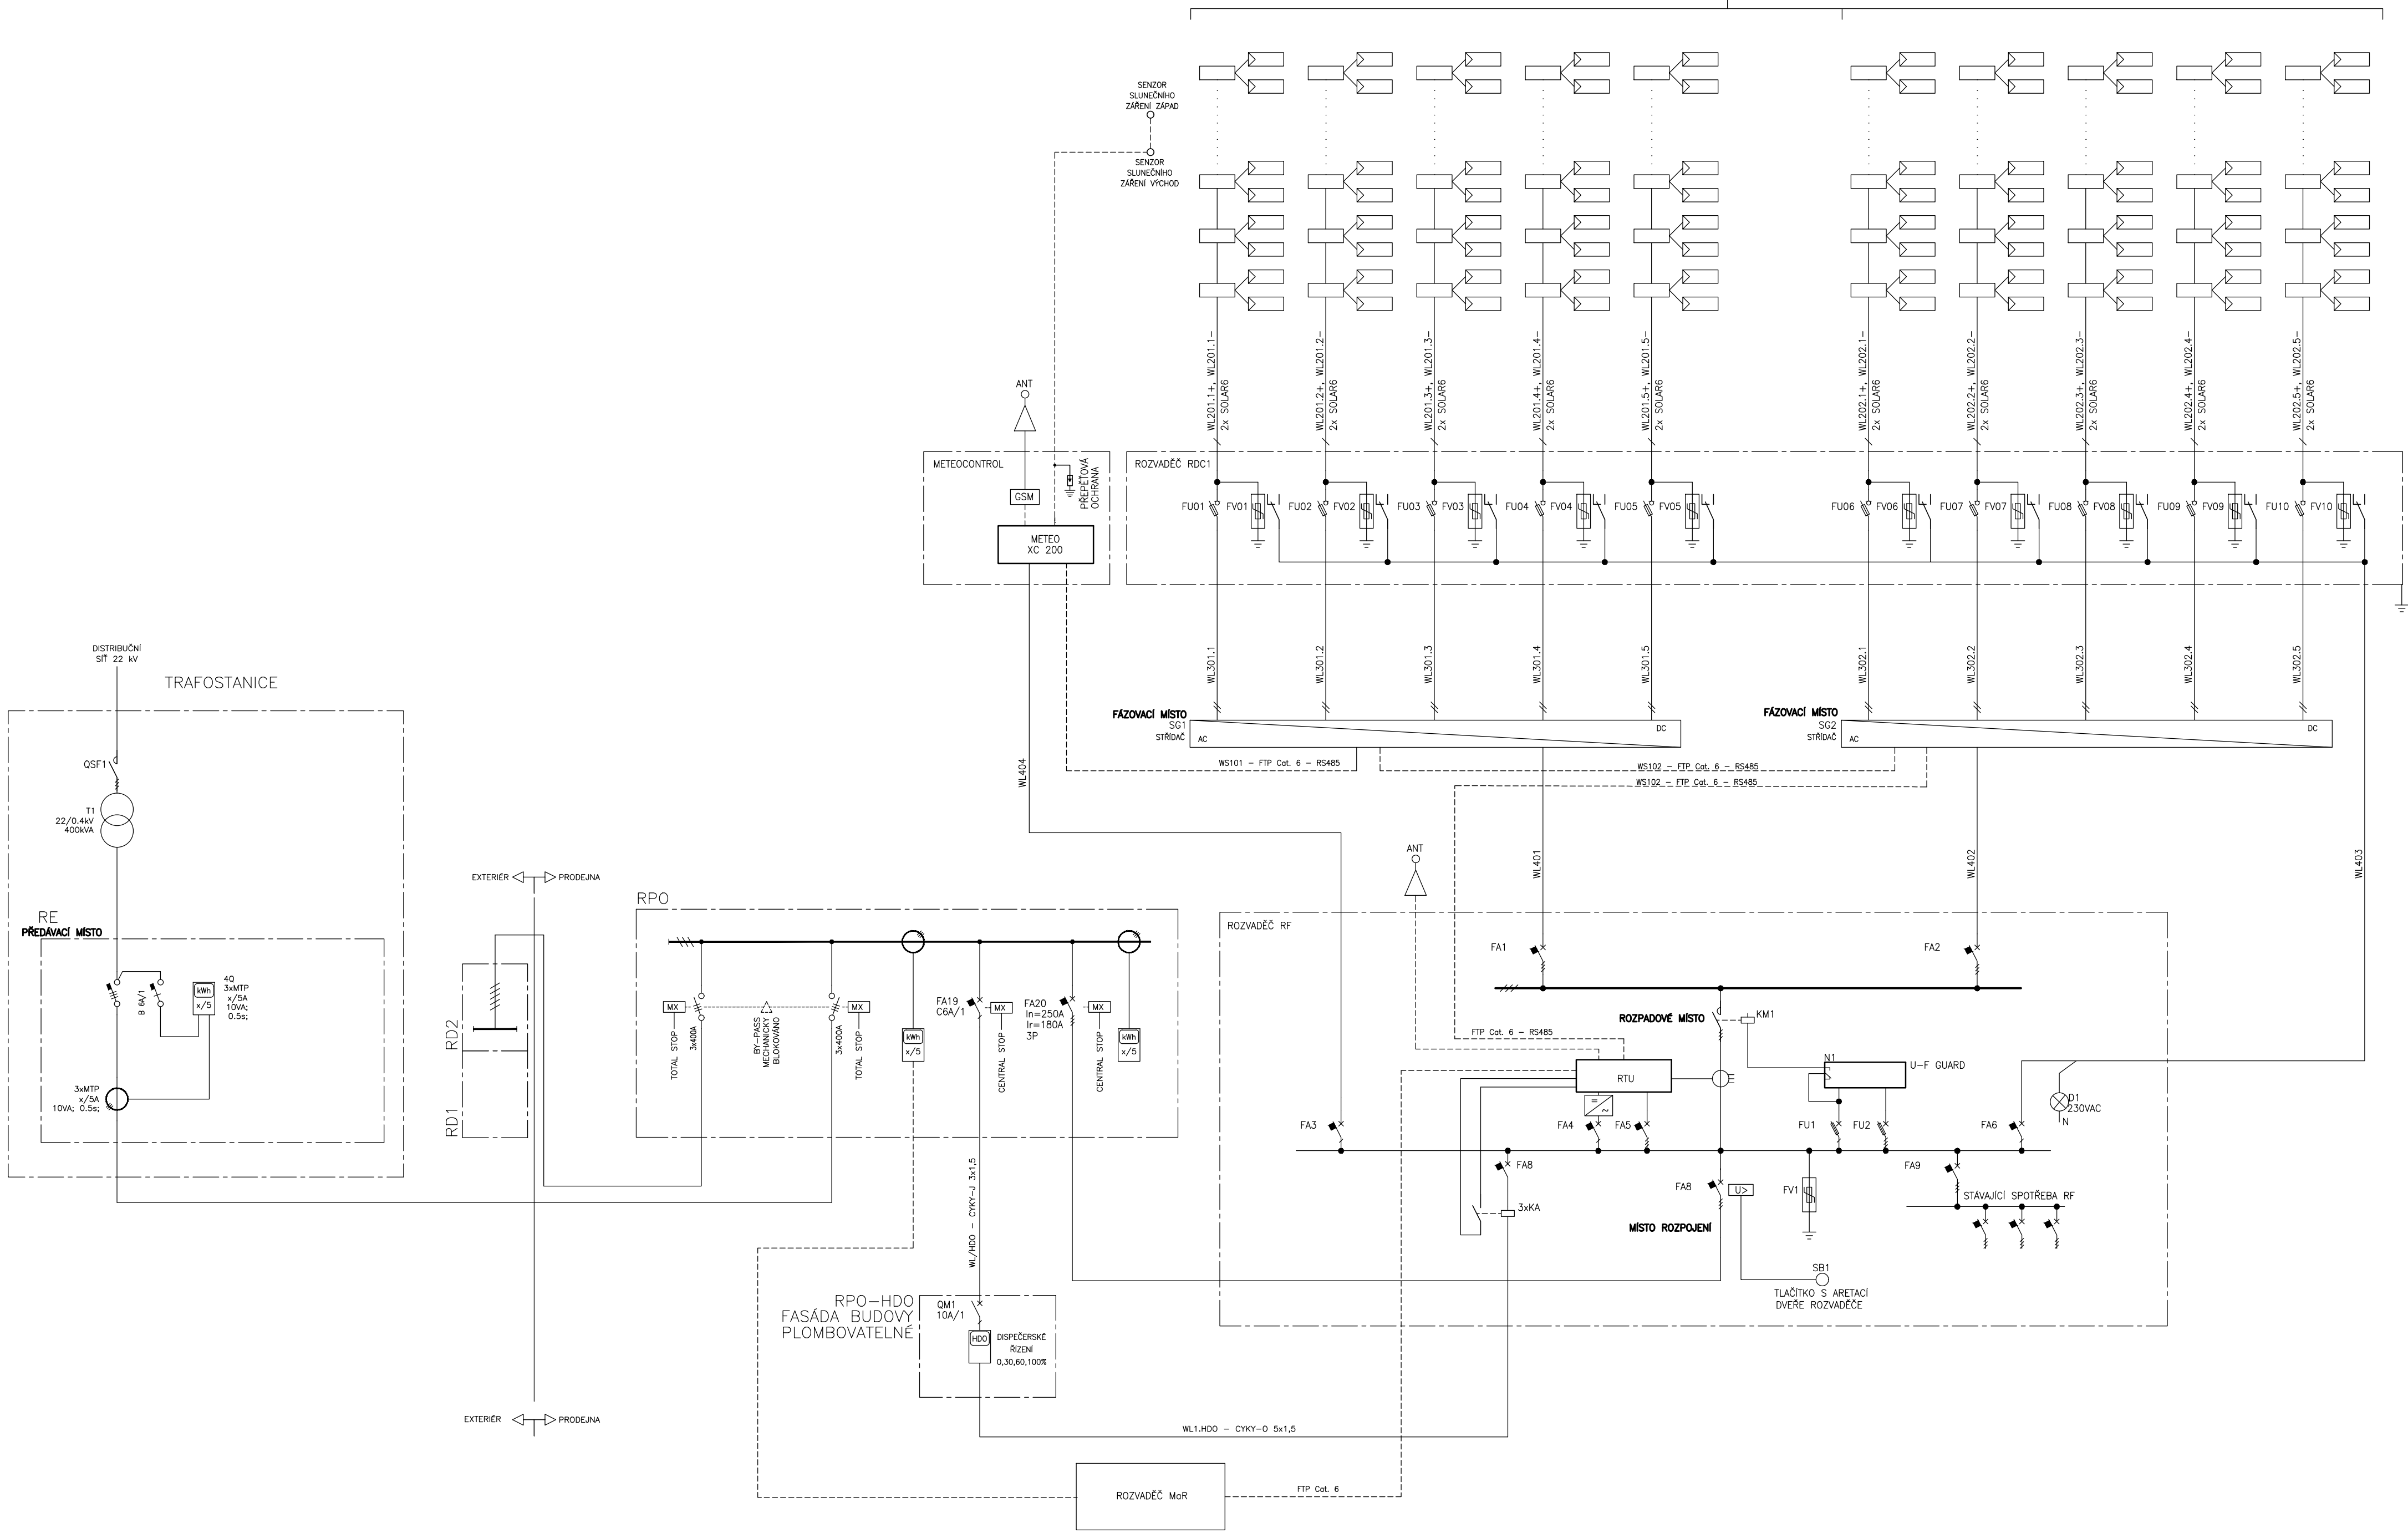 SENZOR
SLUNEČNÍHO
ZÁŘENÍ ZÁPAD
SENZOR
SLUNEČNÍHO
ZÁŘENÍ VÝCHOD
WL201.1+, WL201.1-
2x SOLAR6
WL201.2+, WL201.2-
2x SOLAR6
WL201.3+, WL201.3-
2x SOLAR6
WL201.4+, WL201.4-
2x SOLAR6
WL201.5+, WL201.5-
2x SOLAR6
WL202.1+, WL202.1-
2x SOLAR6
WL202.2+, WL202.2-
2x SOLAR6
WL202.3+, WL202.3-
2x SOLAR6
WL202.4+, WL202.4-
2x SOLAR6
WL202.5+, WL202.5-
2x SOLAR6
ANT
METEOCONTROL
GSM
PŘEPĚŤOVÁ
OCHRANA
METEO
XC 200
ROZVADĚČ RDC1
FU01 FV01 FU02 FV02 FU03 FV03 FU04 FV04 FU05 FV05 FU06 FV06 FU07 FV07 FU08 FV08 FU09 FV09 FU10 FV10
WL301.1
WL301.2
WL301.3
WL301.4
WL301.5
WL302.1
WL302.2
WL302.3
WL302.4
WL302.5
FÁZOVACÍ MÍSTO
SG1
STŘÍDAČ
AC
DC
FÁZOVACÍ MÍSTO
SG2
STŘÍDAČ
AC
DC
WS101 - FTP Cat. 6 - RS485
WS102 - FTP Cat. 6 - RS485
WS102 - FTP Cat. 6 - RS485
WL404
WL401
WL402
WL403
DISTRIBUČNÍ
SÍŤ 22 kV
TRAFOSTANICE
QSF1
T1
22/0.4kV
400kVA
RE
PŘEDÁVACÍ MÍSTO
B 6A/1
kWh
x/5
4Q
3xMTP
x/5A
10VA;
0.5s;
3xMTP
x/5A
10VA; 0.5s;
EXTERIÉR
PRODEJNA
RD2
RD1
EXTERIÉR
PRODEJNA
RPO
MX
TOTAL STOP
3x400A
BY-PASS
MECHANICKY
BLOKOVÁNO
3x400A
MX
TOTAL STOP
kWh
x/5
FA19
C6A/1
MX
CENTRAL STOP
FA20
In=250A
Ir=180A
3P
MX
CENTRAL STOP
kWh
x/5
WL/HDO - CYKY-J 3x1,5
RPO-HDO
FASÁDA BUDOVY
PLOMBOVATELNÉ
QM1
10A/1
HDO
DISPEČERSKÉ
ŘÍZENÍ
0,30,60,100%
WL1.HDO - CYKY-O 5x1,5
ROZVADĚČ MaR
FTP Cat. 6
ANT
ROZVADĚČ RF
FA1
FA2
ROZPADOVÉ MÍSTO
KM1
FTP Cat. 6 - RS485
RTU
N1
U-F GUARD
=
~
FA3
FA4
FA5
FU1
FU2
FA6
D1
230VAC
N
FA8
3xKA
FA8
U>
MÍSTO ROZPOJENÍ
FV1
FA9
STÁVAJÍCÍ SPOTŘEBA RF
SB1
TLAČÍTKO S ARETACÍ
DVEŘE ROZVADĚČE